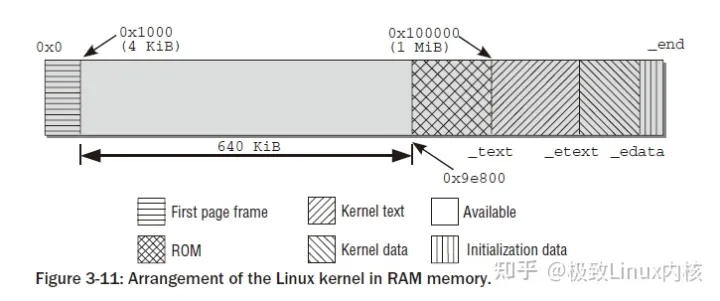 0x0
0x1000
(4 KiB)
0x100000
(1 MiB)
_end
640 KiB
_text
_etext
_edata
0x9e800
First page frame
Kernel text
Available
ROM
Kernel data
Initialization data
Figure 3-11: Arrangement of the Linux kernel in RAM memory.
知乎 @极致Linux内核